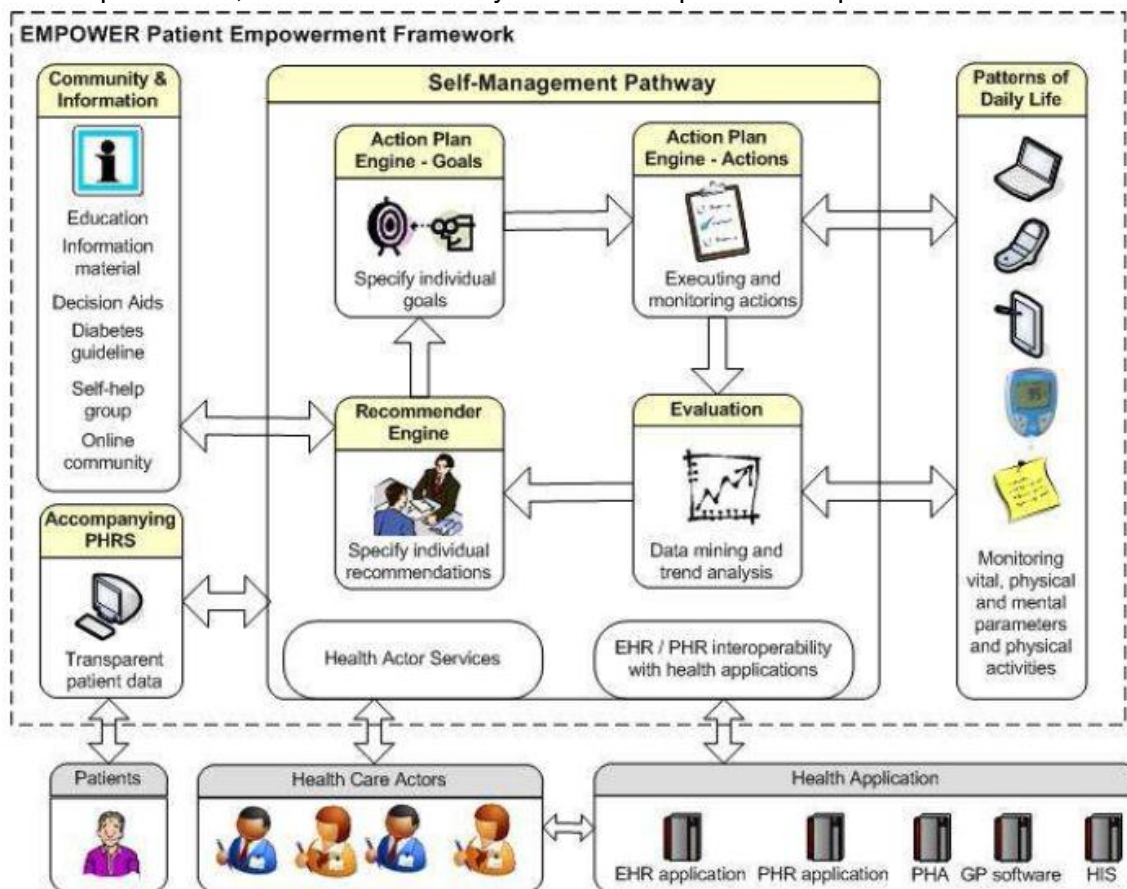 EMPOWER Patient Empowerment Framework
Community &
Information
Education
Information
material
Decision Aids
Diabetes
guideline
Self-help
group
Online
community
Accompanying
PHRS
Transparent
patient data
Self-Management Pathway
Action Plan
Engine - Goals
Specify individual
goals
Action Plan
Engine - Actions
Executing and
monitoring actions
Recommender
Engine
Specify individual
recommendations
Evaluation
Data mining and
trend analysis
Health Actor Services
EHR / PHR interoperability
with health applications
Patterns of
Daily Life
Monitoring
vital, physical
and mental
parameters
and physical
activities
Patients
Health Care Actors
Health Application
EHR application
PHR application
PHA
GP software
HIS